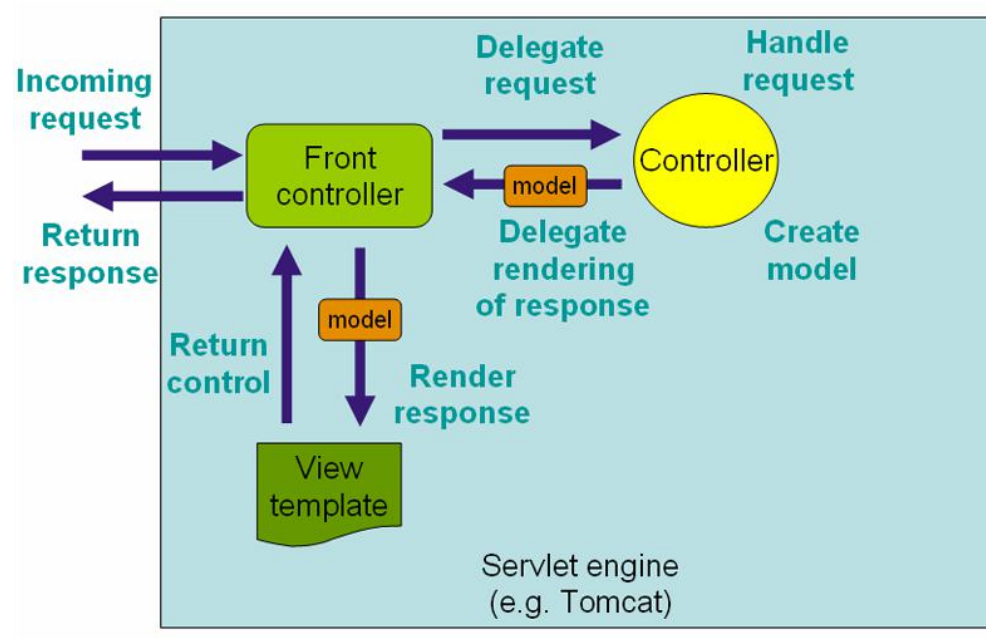 Incoming
request
Return
response
Front
controller
Delegate
request
Handle
request
Controller
model
Delegate
rendering
of response
Create
model
Return
control
model
Render
response
View
template
Servlet engine
(e.g. Tomcat)